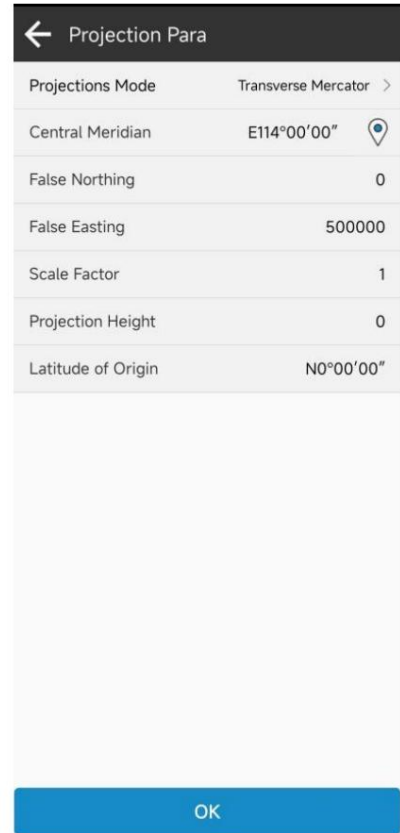 Projection Para
Projections Mode Transverse Mercator >
Central Meridian E114°00′00″
False Northing 0
False Easting 500000
Scale Factor 1
Projection Height 0
Latitude of Origin N0°00′00″
OK